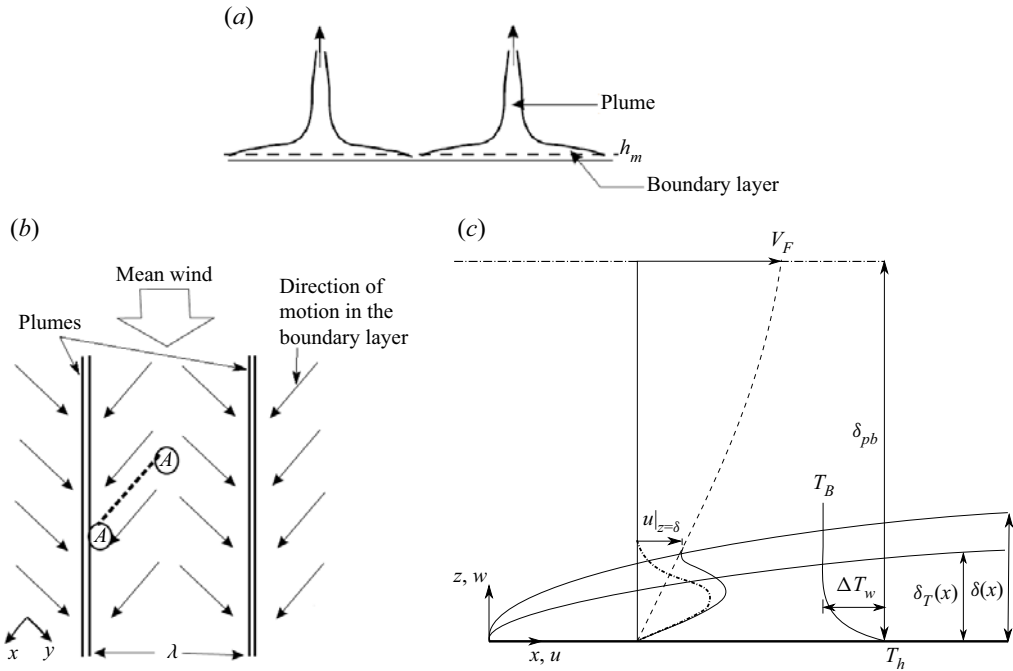 (a)
Plume
h_m
Boundary layer
(b)
Mean wind
Plumes
Direction of
motion in the
boundary layer
A
A
x
y
λ
(c)
V_F
δ_pb
T_B
u|_z=δ
z, w
ΔT_w
δ_T(x)
δ(x)
x, u
T_h